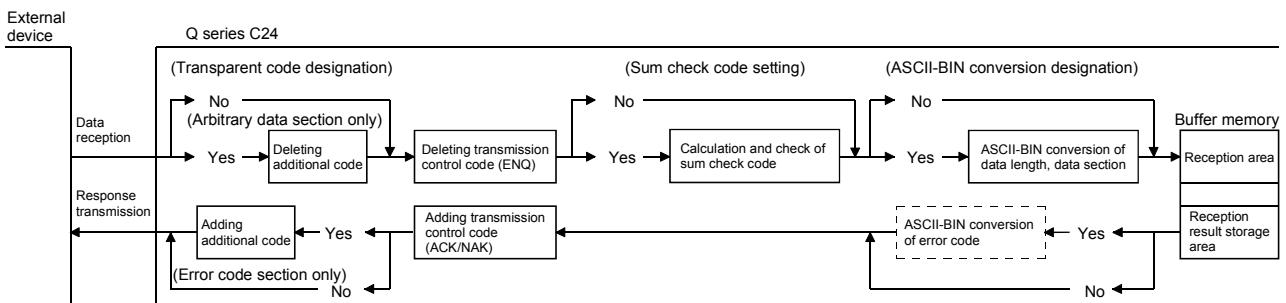 External
device
Q series C24
(Transparent code designation)
(Sum check code setting)
(ASCII-BIN conversion designation)
No
No
No
(Arbitrary data section only)
Data
reception
Yes
Deleting
additional code
Deleting transmission
control code (ENQ)
Yes
Calculation and check of
sum check code
Yes
ASCII-BIN conversion of
data length, data section
Buffer memory
Reception area
Response
transmission
Adding
additional code
Yes
Adding transmission
control code
(ACK/NAK)
ASCII-BIN conversion
of error code
Yes
Reception
result storage
area
(Error code section only)
No
No